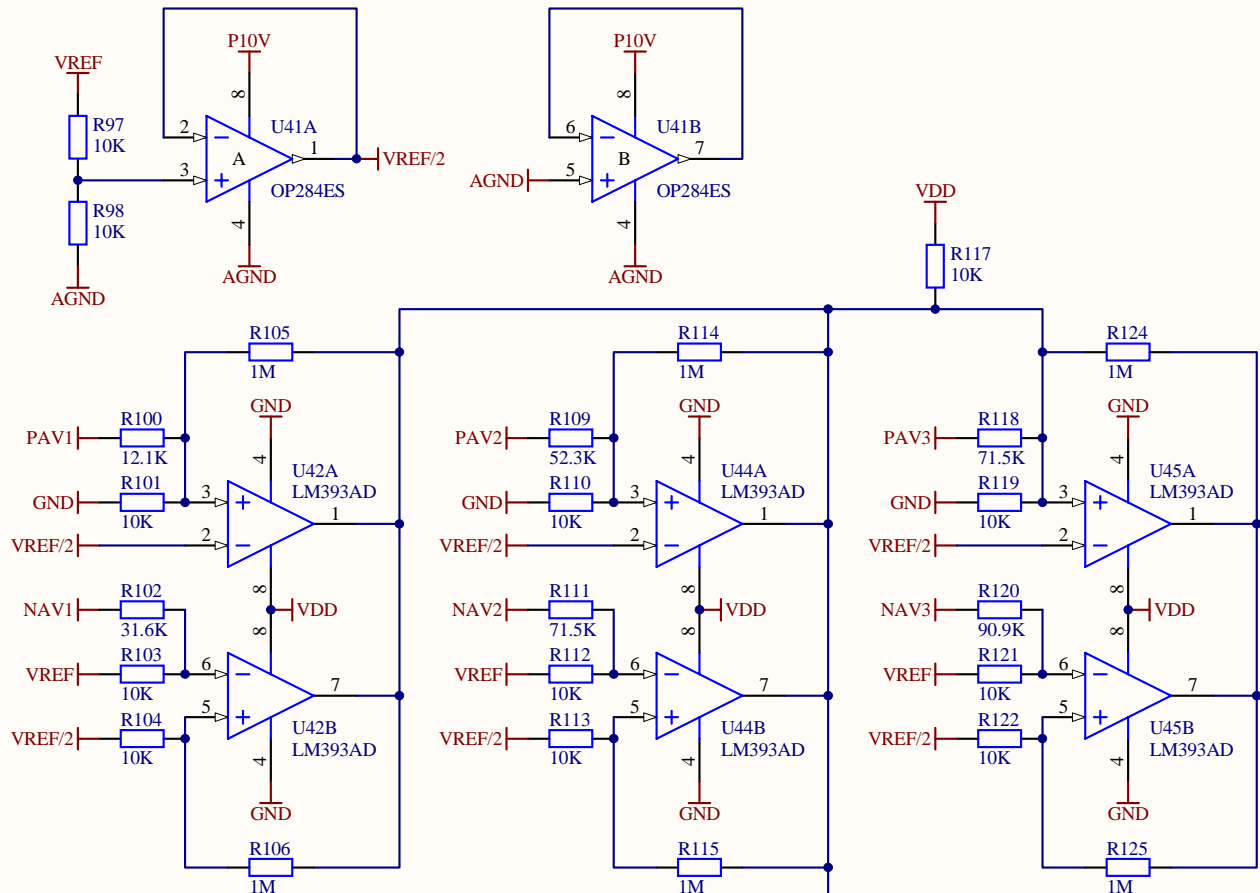 P10V
P10V
VREF
8
8
R97
10K
2
U41A
6
U41B
A
1
B
7
VREF/2
3
AGND
5
OP284ES
OP284ES
R98
10K
4
4
VDD
AGND
AGND
AGND
R117
10K
R105
1M
R114
1M
R124
1M
GND
GND
GND
PAV1
R100
12.1K
4
PAV2
R109
52.3K
4
PAV3
R118
71.5K
4
U42A
LM393AD
U44A
LM393AD
U45A
LM393AD
GND
R101
10K
3
1
GND
R110
10K
3
1
GND
R119
10K
3
1
VREF/2
2
VREF/2
2
VREF/2
2
8
8
8
NAV1
R102
31.6K
VDD
NAV2
R111
71.5K
VDD
NAV3
R120
90.9K
VDD
8
8
8
VREF
R103
10K
6
7
VREF
R112
10K
6
7
VREF
R121
10K
6
7
VREF/2
R104
10K
5
U42B
LM393AD
VREF/2
R113
10K
5
U44B
LM393AD
VREF/2
R122
10K
5
U45B
LM393AD
4
4
4
GND
GND
GND
R106
1M
R115
1M
R125
1M